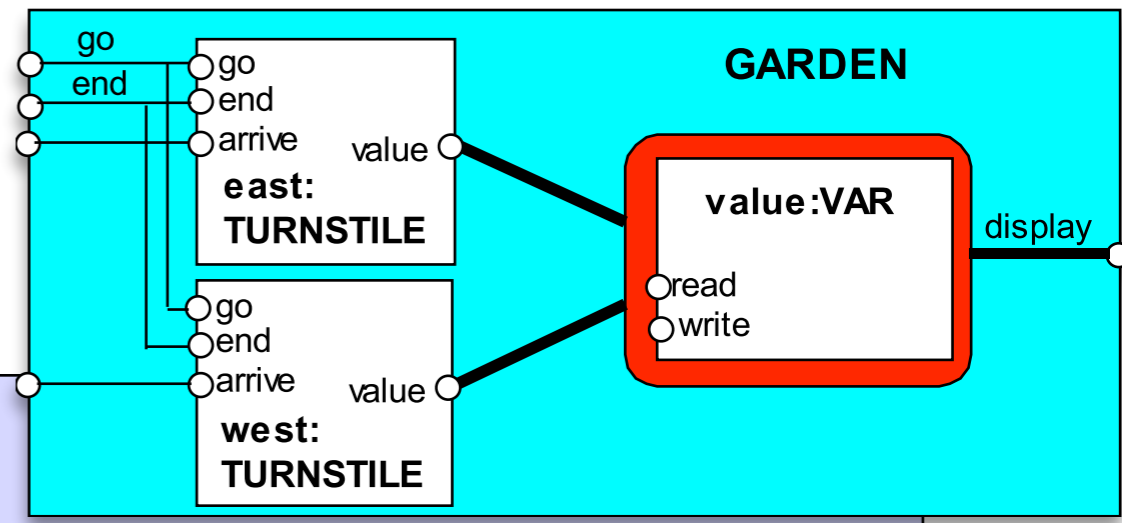 go
end
GARDEN
go
end
arrive
value
east:
TURNSTILE
value:VAR
read
write
display
go
end
arrive
value
west:
TURNSTILE